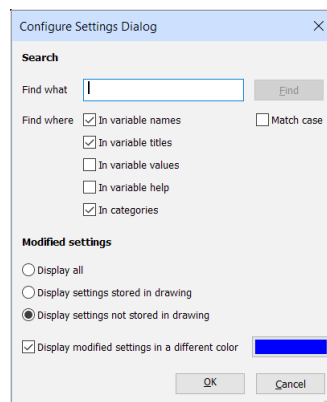 Configure Settings Dialog
Search
Find what
Find
Find where In variable names Match case
In variable titles
In variable values
In variable help
In categories
Modified settings
Display all
Display settings stored in drawing
Display settings not stored in drawing
Display modified settings in a different color
OK Cancel